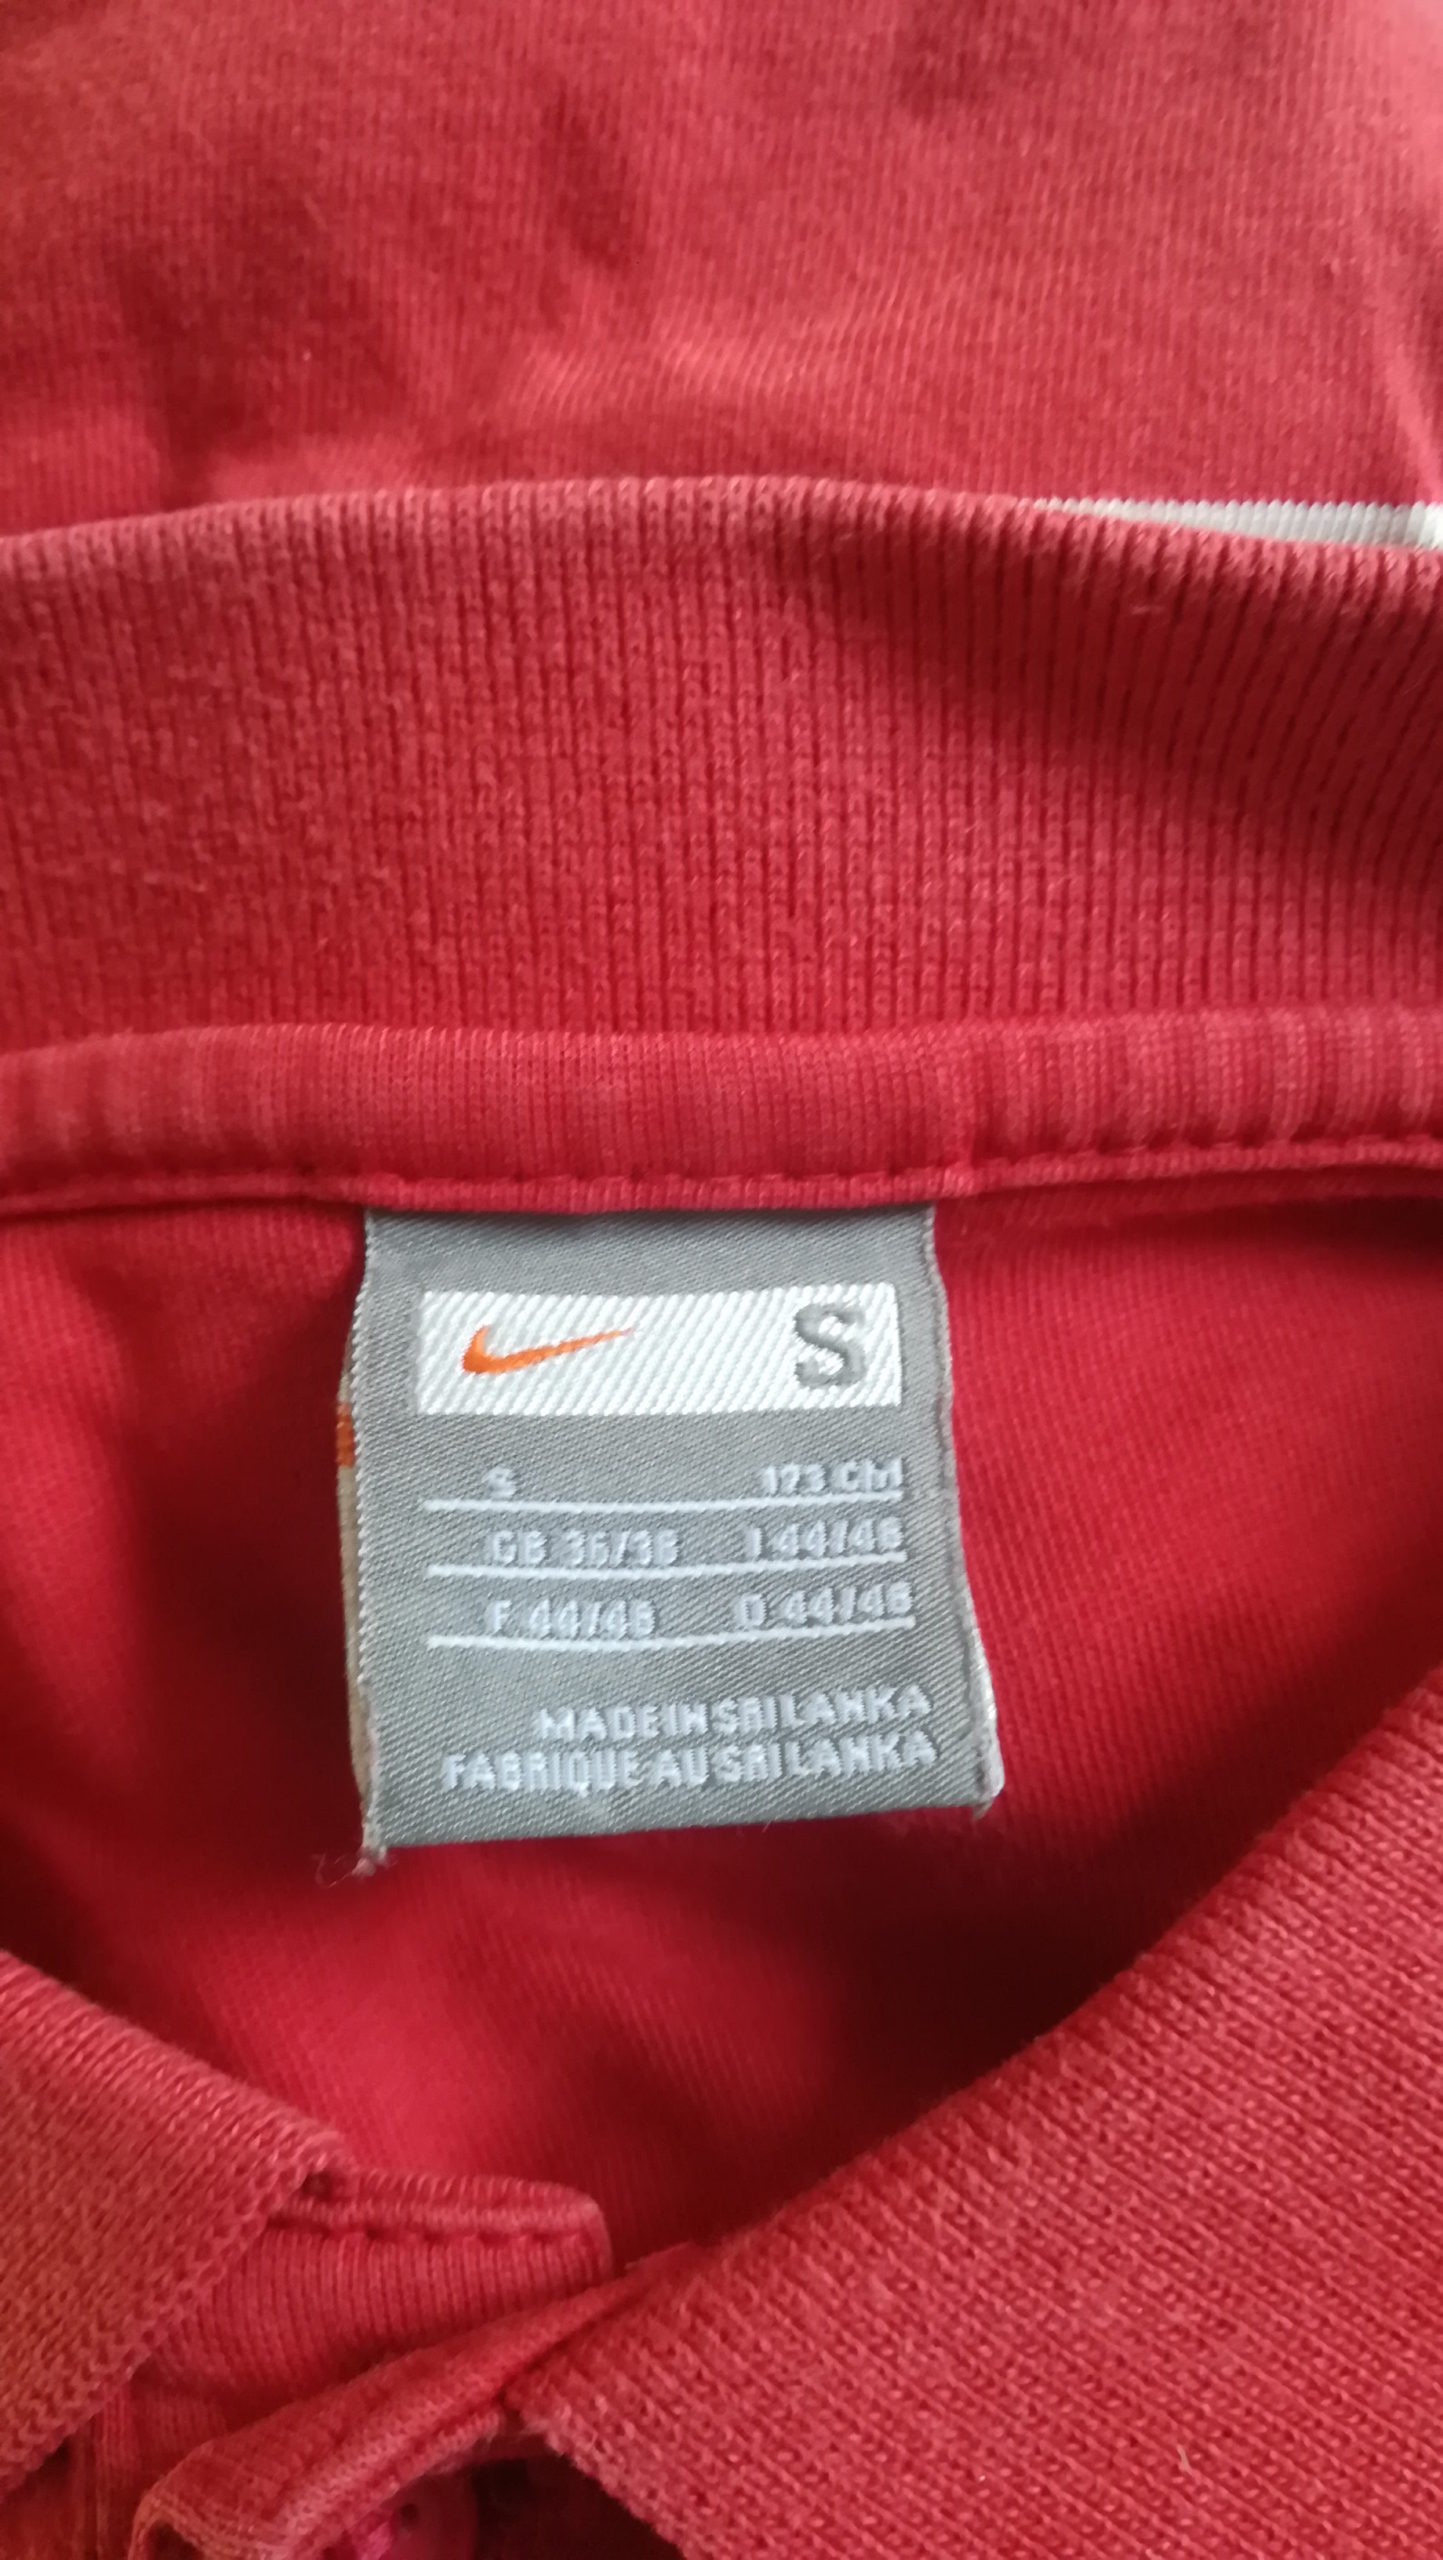 S
S 173 CM
GB 36/38 I 44/46
F 44/46 D 44/46
MADE IN SRI LANKA
FABRIQUE AU SRI LANKA